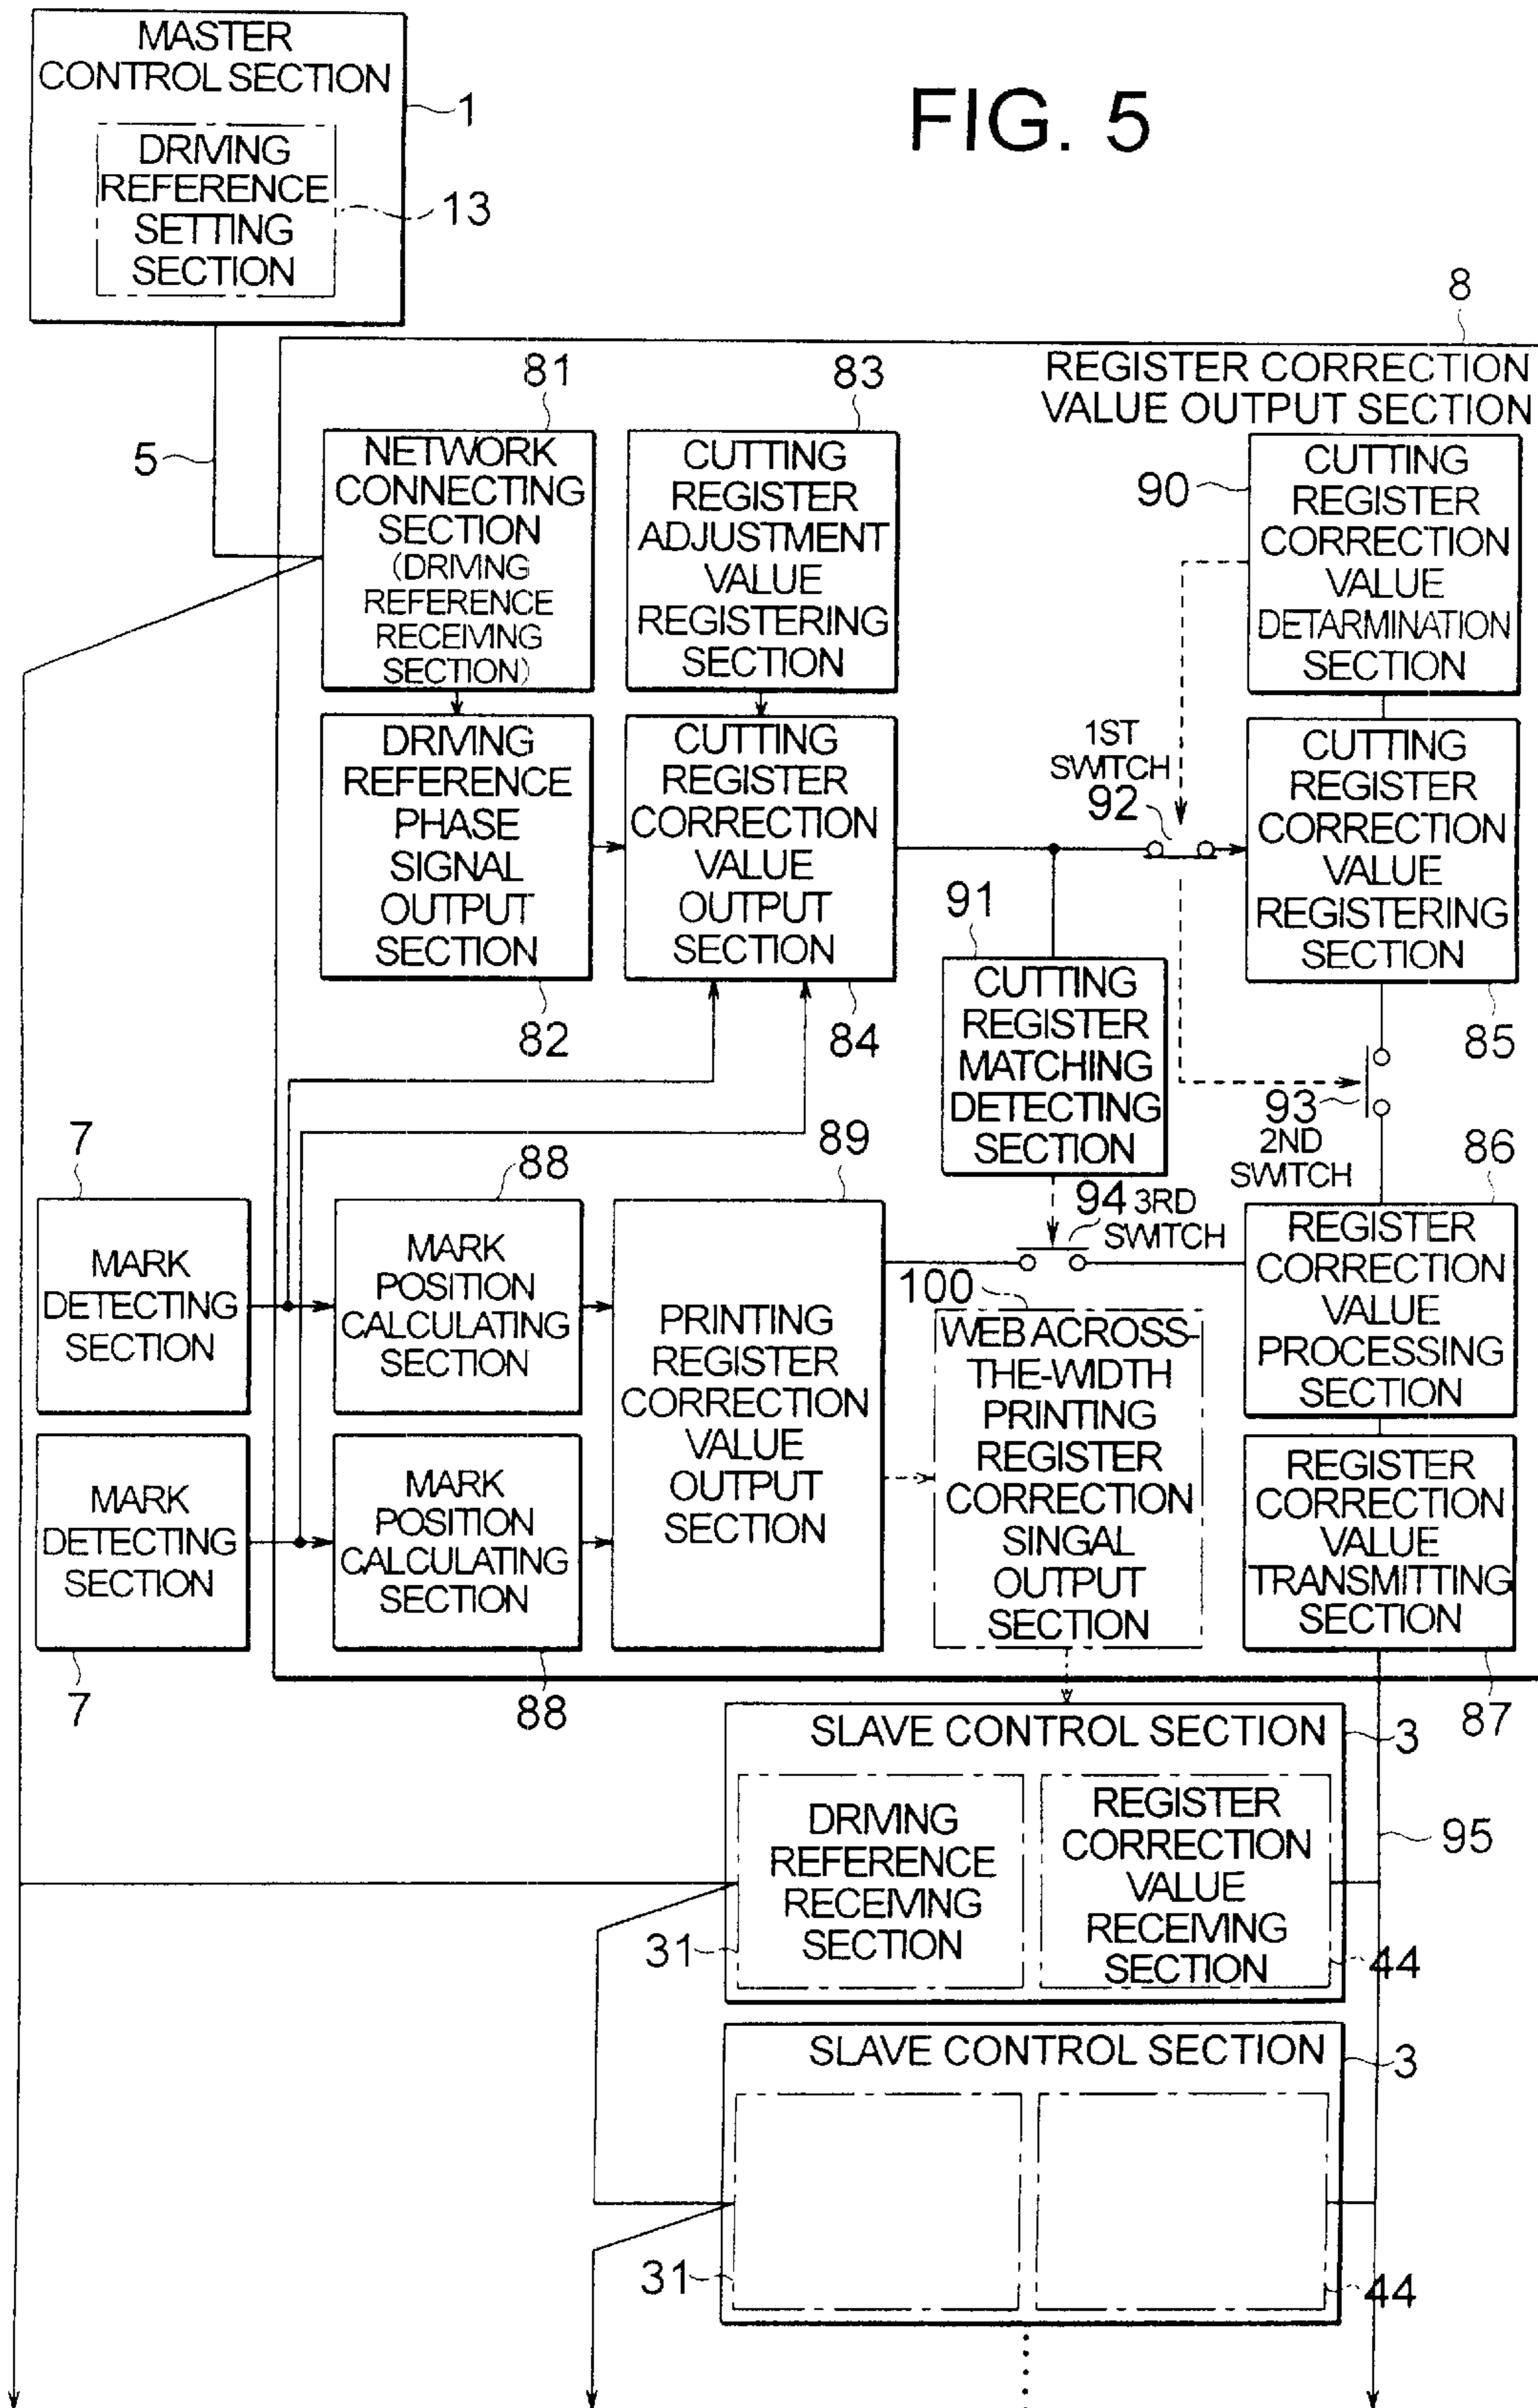 FIG. 5
MASTER
CONTROL SECTION
1
DRIVING
REFERENCE
SETTING
SECTION
13
5
8
REGISTER CORRECTION
VALUE OUTPUT SECTION
81
NETWORK
CONNECTING
SECTION
(DRIVING
REFERENCE
RECEIVING
SECTION)
83
CUTTING
REGISTER
ADJUSTMENT
VALUE
REGISTERING
SECTION
90
CUTTING
REGISTER
CORRECTION
VALUE
DETARMINATION
SECTION
DRIVING
REFERENCE
PHASE
SIGNAL
OUTPUT
SECTION
82
CUTTING
REGISTER
CORRECTION
VALUE
OUTPUT
SECTION
84
1ST
SWITCH
92
CUTTING
REGISTER
CORRECTION
VALUE
REGISTERING
SECTION
85
91
CUTTING
REGISTER
MATCHING
DETECTING
SECTION
93
2ND
SWITCH
94 3RD
SWITCH
7
MARK
DETECTING
SECTION
88
MARK
POSITION
CALCULATING
SECTION
89
PRINTING
REGISTER
CORRECTION
VALUE
OUTPUT
SECTION
100
WEB ACROSS-
THE-WIDTH
PRINTING
REGISTER
CORRECTION
SINGAL
OUTPUT
SECTION
86
REGISTER
CORRECTION
VALUE
PROCESSING
SECTION
MARK
DETECTING
SECTION
7
MARK
POSITION
CALCULATING
SECTION
88
REGISTER
CORRECTION
VALUE
TRANSMITTING
SECTION
87
SLAVE CONTROL SECTION
3
DRIVING
REFERENCE
RECEIVING
SECTION
31
REGISTER
CORRECTION
VALUE
RECEIVING
SECTION
44
95
SLAVE CONTROL SECTION
3
31
44